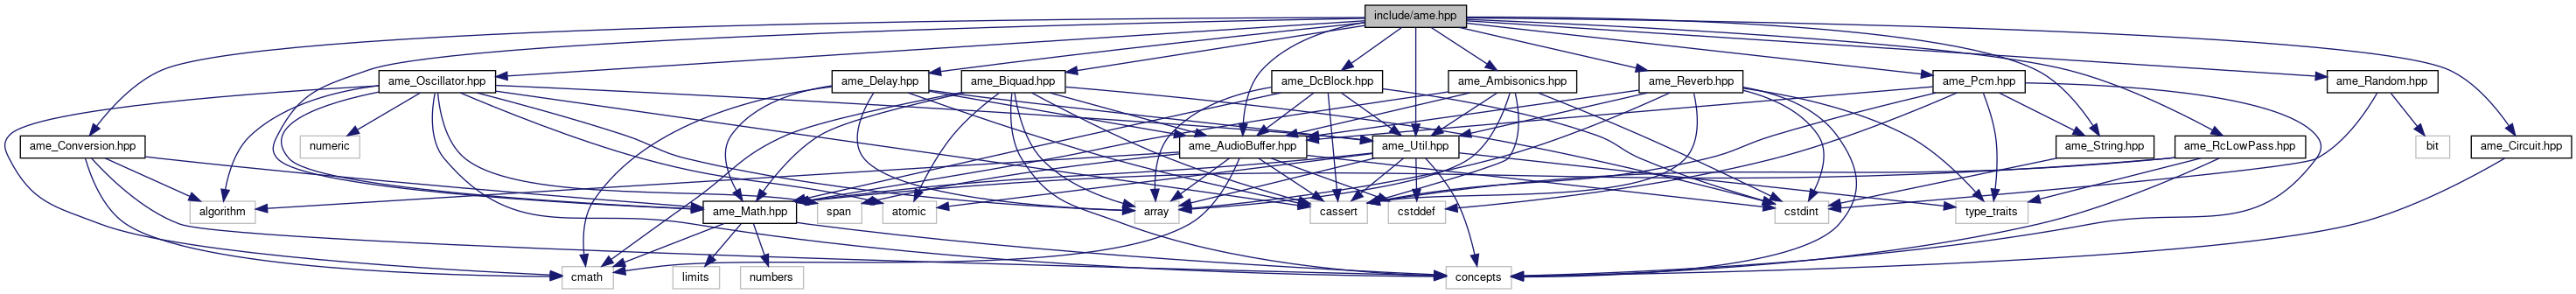 include/ame.hpp
ame_Oscillator.hpp
ame_Delay.hpp
ame_Biquad.hpp
ame_DcBlock.hpp
ame_Ambisonics.hpp
ame_Reverb.hpp
ame_Pcm.hpp
ame_Random.hpp
ame_Conversion.hpp
numeric
ame_AudioBuffer.hpp
ame_Util.hpp
ame_String.hpp
ame_RcLowPass.hpp
bit
ame_Circuit.hpp
algorithm
ame_Math.hpp
span
atomic
array
cassert
cstddef
cstdint
type_traits
cmath
limits
numbers
concepts